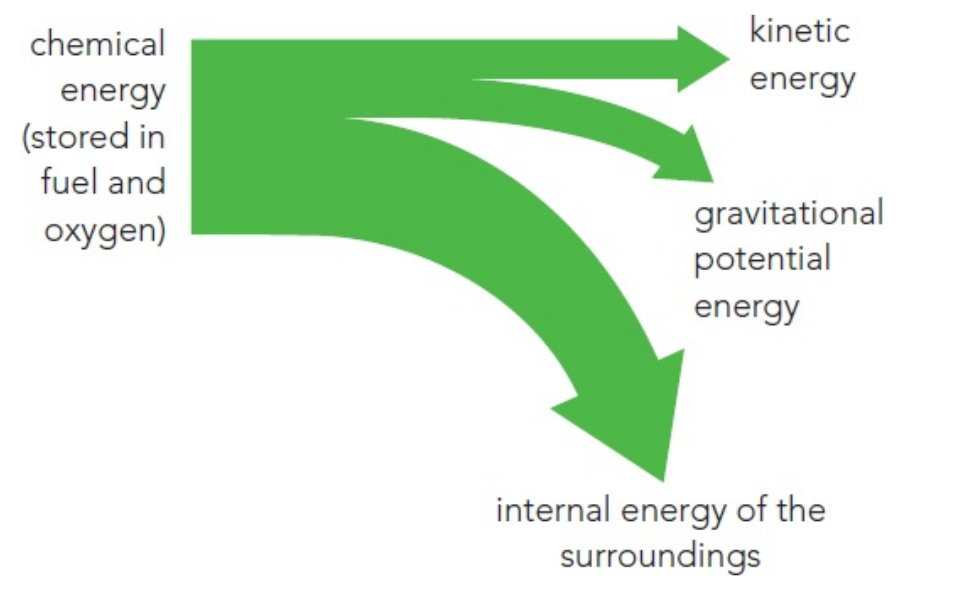 chemical
energy
(stored in
fuel and
oxygen)
kinetic
energy
gravitational
potential
energy
internal energy of the
surroundings